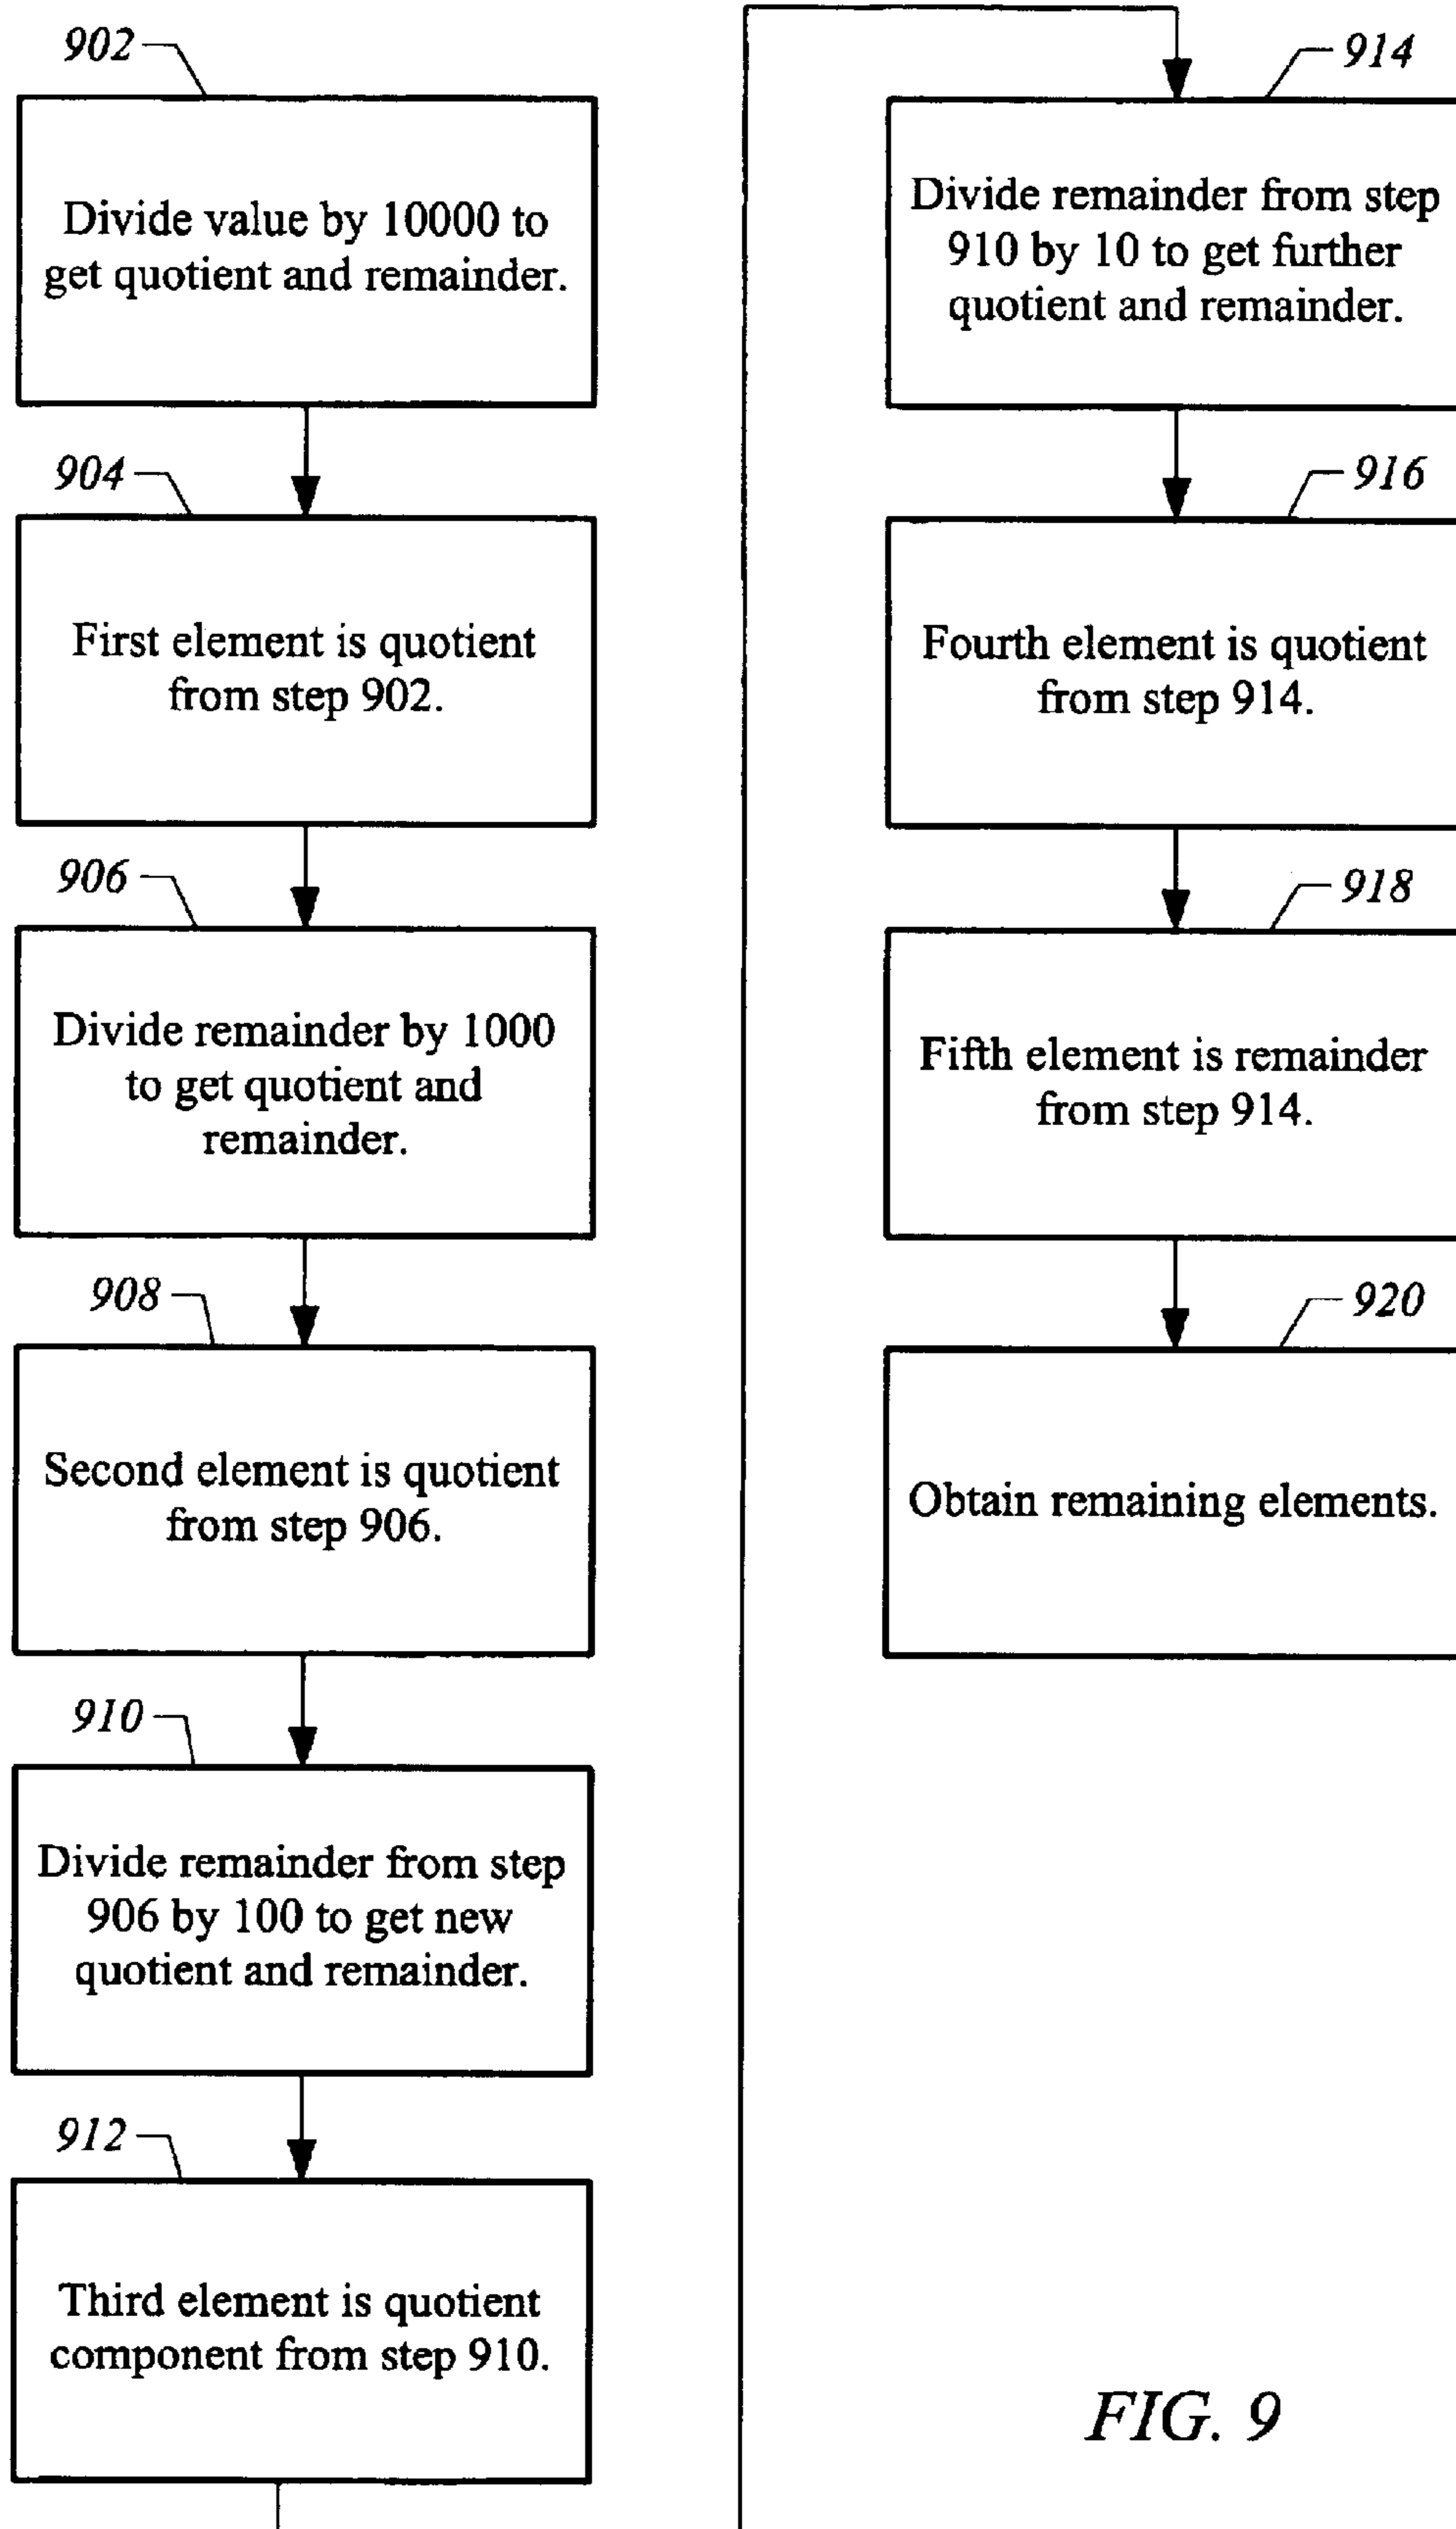 902
Divide value by 10000 to
get quotient and remainder.
904
First element is quotient
from step 902.
906
Divide remainder by 1000
to get quotient and
remainder.
908
Second element is quotient
from step 906.
910
Divide remainder from step
906 by 100 to get new
quotient and remainder.
912
Third element is quotient
component from step 910.
914
Divide remainder from step
910 by 10 to get further
quotient and remainder.
916
Fourth element is quotient
from step 914.
918
Fifth element is remainder
from step 914.
920
Obtain remaining elements.
FIG. 9